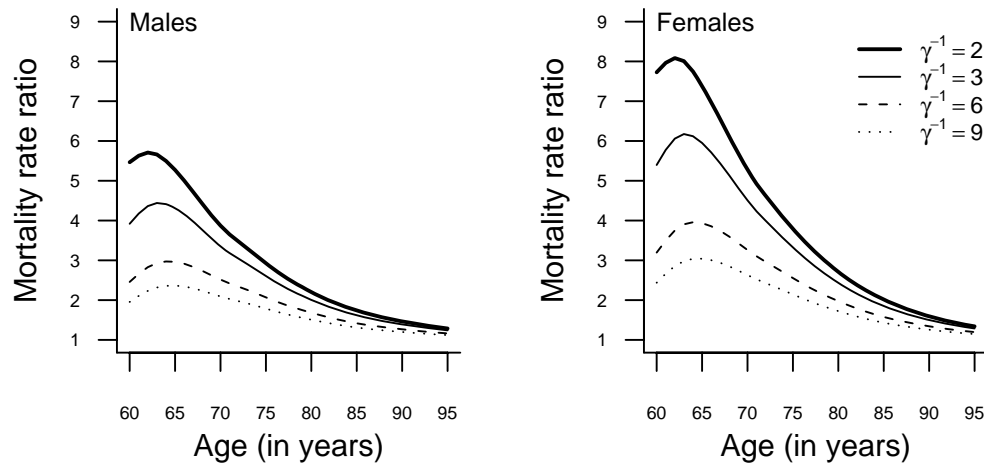 Males
9
8
7
6
5
4
3
2
1
Mortality rate ratio
60 65 70 75 80 85 90 95
Age (in years)
Females
9
8
7
6
5
4
3
2
1
Mortality rate ratio
60 65 70 75 80 85 90 95
Age (in years)
γ⁻¹ = 2
γ⁻¹ = 3
γ⁻¹ = 6
γ⁻¹ = 9